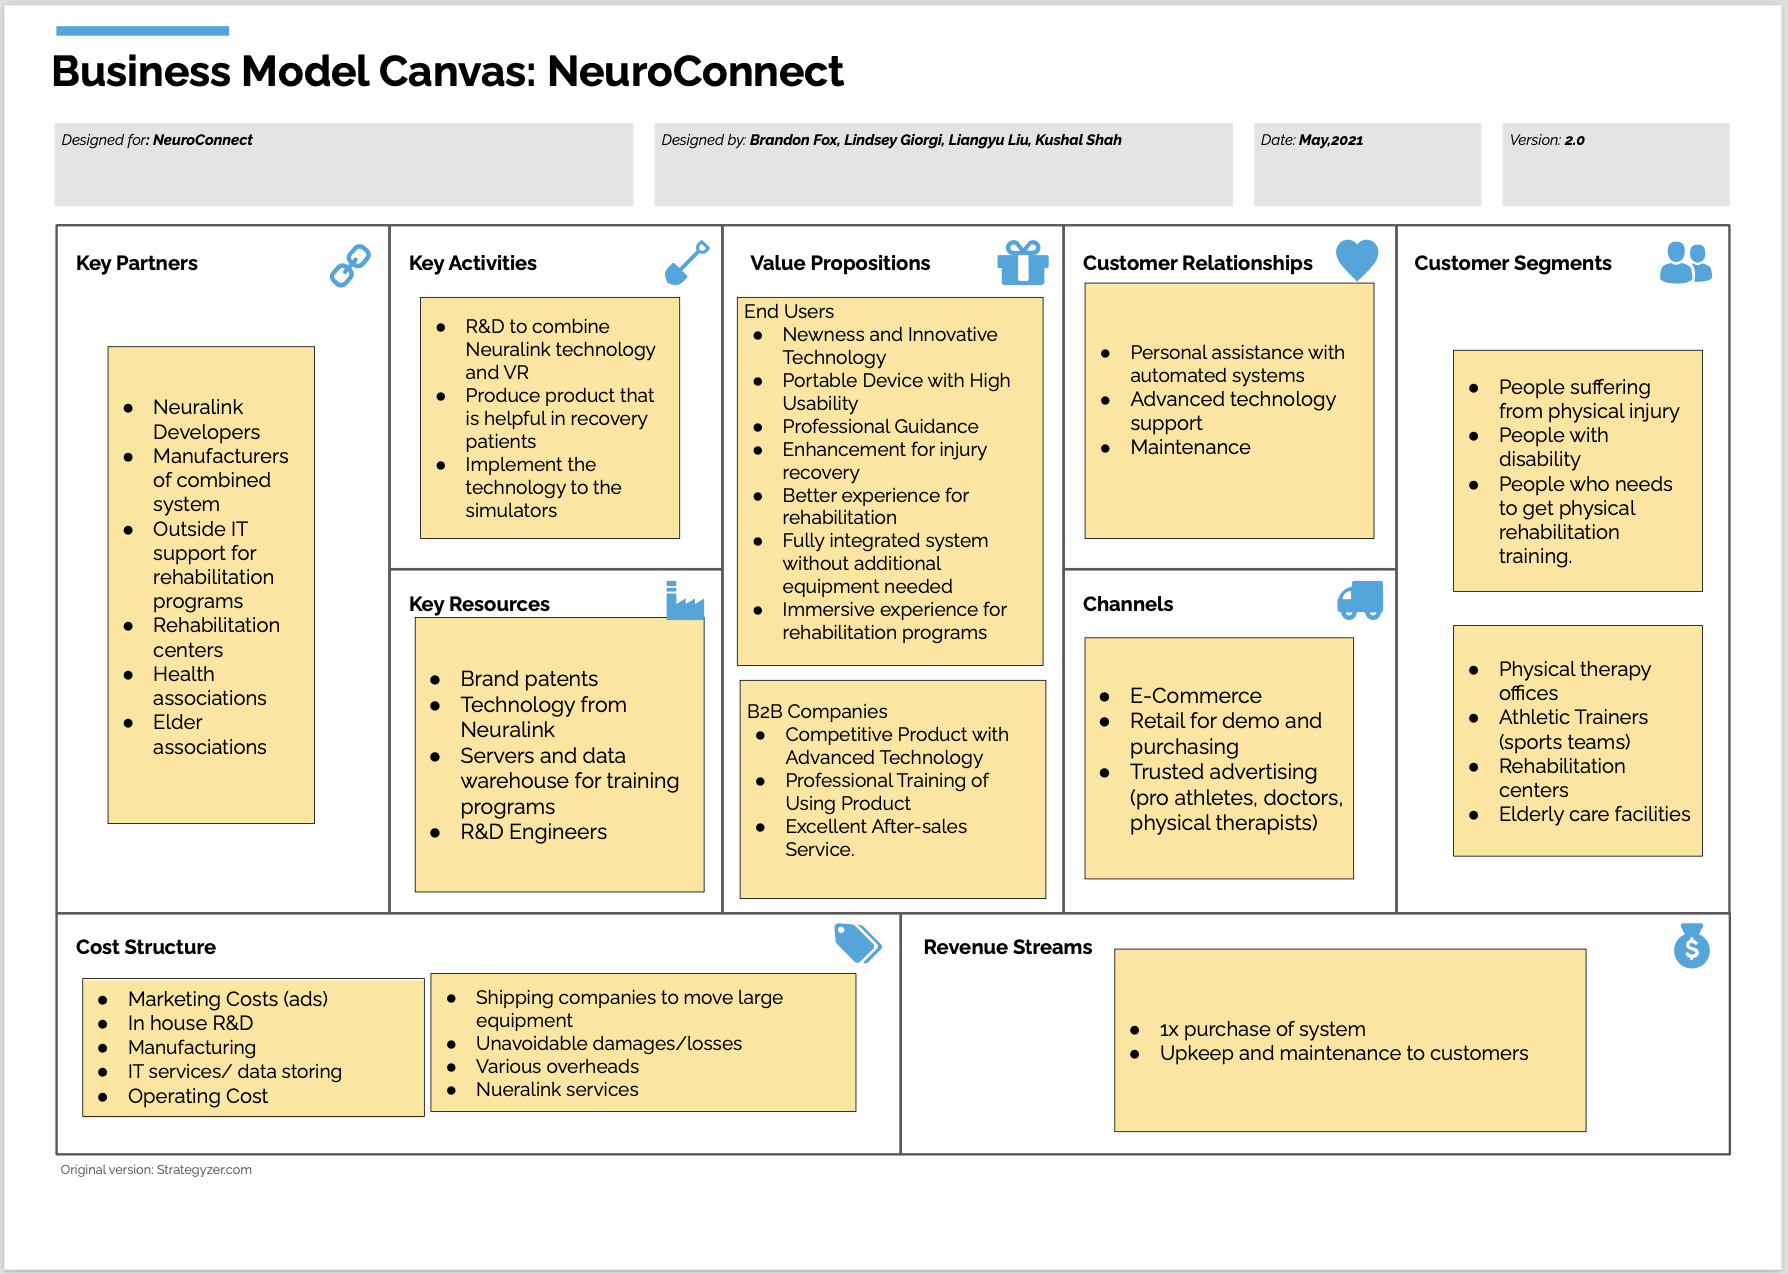 Business Model Canvas: NeuroConnect
Designed for: NeuroConnect
Designed by: Brandon Fox, Lindsey Giorgi, Liangyu Liu, Kushal Shah
Date: May,2021
Version: 2.0
Key Partners
● Neuralink
Developers
● Manufacturers
of combined
system
● Outside IT
support for
rehabilitation
programs
● Rehabilitation
centers
● Health
associations
● Elder
associations
Key Activities
● R&D to combine
Neuralink technology
and VR
● Produce product that
is helpful in recovery
patients
● Implement the
technology to the
simulators
Key Resources
● Brand patents
● Technology from
Neuralink
● Servers and data
warehouse for training
programs
● R&D Engineers
Value Propositions
End Users
● Newness and Innovative
Technology
● Portable Device with High
Usability
● Professional Guidance
● Enhancement for injury
recovery
● Better experience for
rehabilitation
● Fully integrated system
without additional
equipment needed
● Immersive experience for
rehabilitation programs
B2B Companies
● Competitive Product with
Advanced Technology
● Professional Training of
Using Product
● Excellent After-sales
Service.
Customer Relationships
● Personal assistance with
automated systems
● Advanced technology
support
● Maintenance
Channels
● E-Commerce
● Retail for demo and
purchasing
● Trusted advertising
(pro athletes, doctors,
physical therapists)
Customer Segments
● People suffering
from physical injury
● People with
disability
● People who needs
to get physical
rehabilitation
training.
● Physical therapy
offices
● Athletic Trainers
(sports teams)
● Rehabilitation
centers
● Elderly care facilities
Cost Structure
● Marketing Costs (ads)
● In house R&D
● Manufacturing
● IT services/ data storing
● Operating Cost
● Shipping companies to move large
equipment
● Unavoidable damages/losses
● Various overheads
● Nueralink services
Revenue Streams
$
● 1x purchase of system
● Upkeep and maintenance to customers
Original version: Strategyzer.com